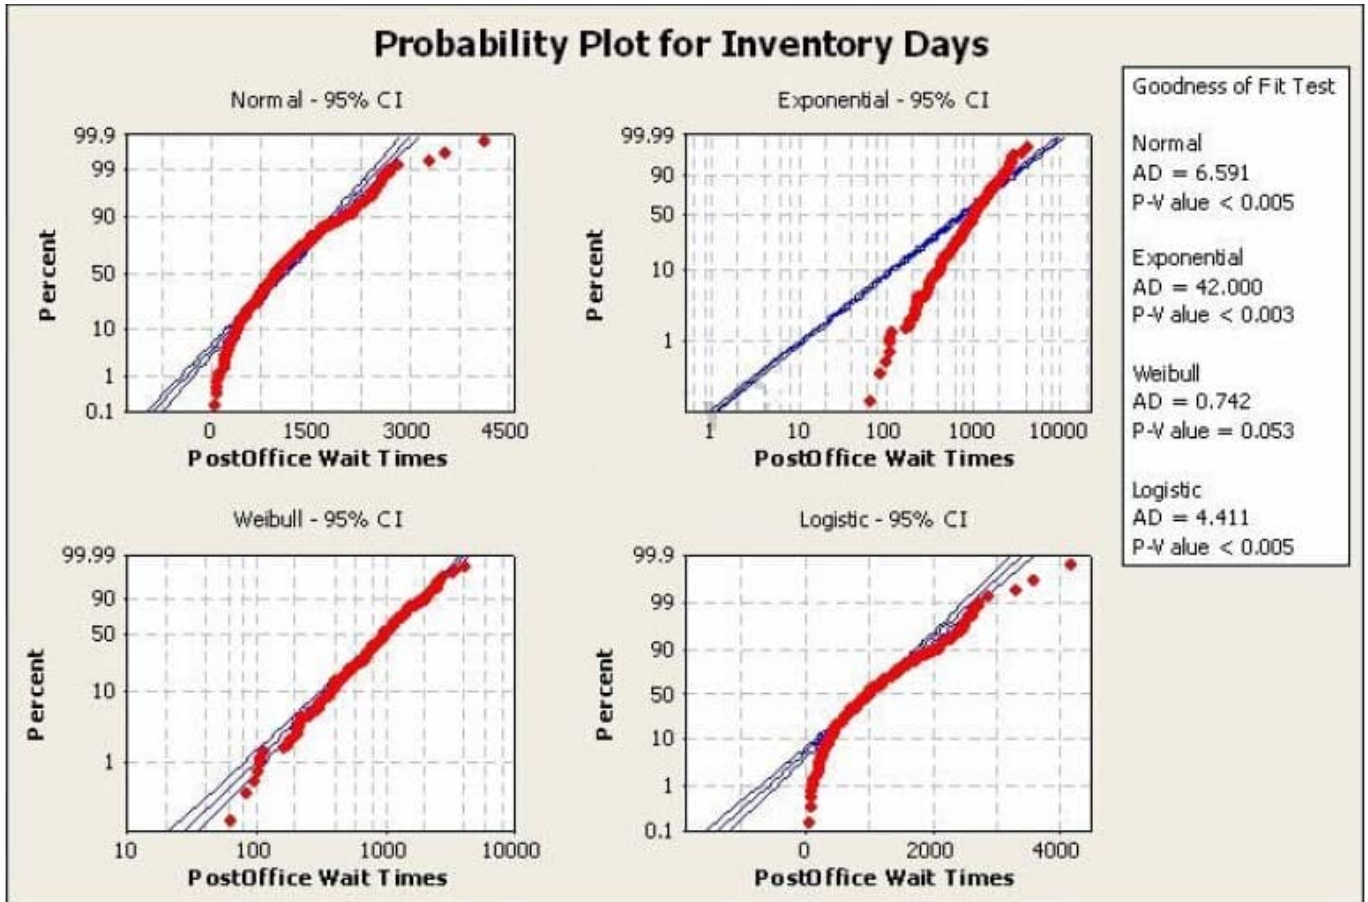 Probability Plot for Inventory Days
Normal - 95% CI
99.9
99
90
50
10
1
0.1
Percent
0 1500 3000 4500
PostOffice Wait Times
Exponential - 95% CI
99.99
90
50
10
1
Percent
1 10 100 1000 10000
PostOffice Wait Times
Weibull - 95% CI
99.99
90
50
10
1
Percent
10 100 1000 10000
PostOffice Wait Times
Logistic - 95% CI
99.9
99
90
50
10
1
0.1
Percent
0 2000 4000
PostOffice Wait Times
Goodness of Fit Test
Normal
AD = 6.591
P-Value < 0.005
Exponential
AD = 42.000
P-Value < 0.003
Weibull
AD = 0.742
P-Value = 0.053
Logistic
AD = 4.411
P-Value < 0.005